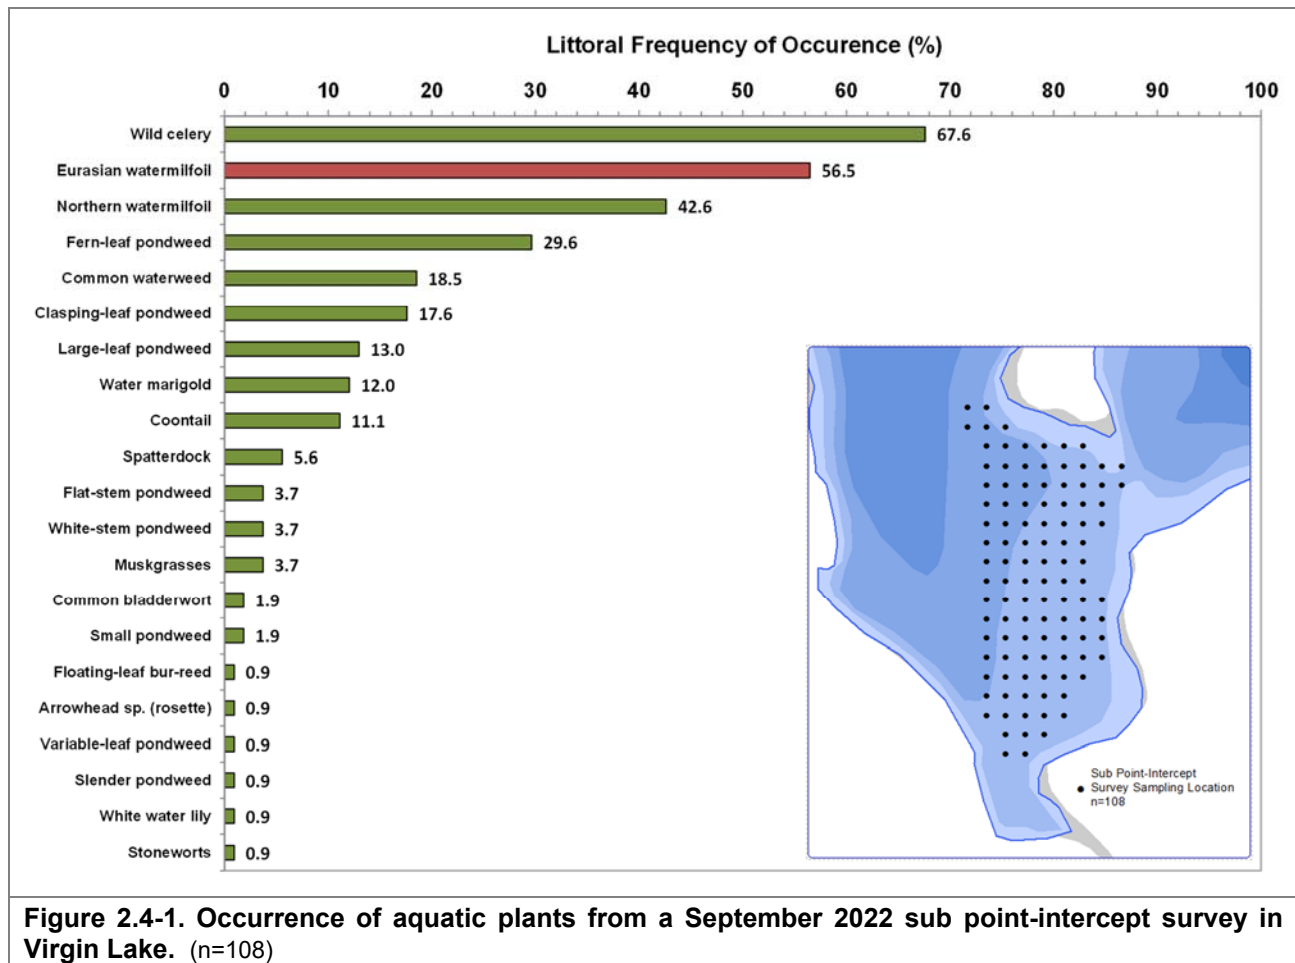 Littoral Frequency of Occurence (%)
0 10 20 30 40 50 60 70 80 90 100
Wild celery 67.6
Eurasian watermilfoil 56.5
Northern watermilfoil 42.6
Fern-leaf pondweed 29.6
Common waterweed 18.5
Clasping-leaf pondweed 17.6
Large-leaf pondweed 13.0
Water marigold 12.0
Coontail 11.1
Spatterdock 5.6
Flat-stem pondweed 3.7
White-stem pondweed 3.7
Muskgrasses 3.7
Common bladderwort 1.9
Small pondweed 1.9
Floating-leaf bur-reed 0.9
Arrowhead sp. (rosette) 0.9
Variable-leaf pondweed 0.9
Slender pondweed 0.9
White water lily 0.9
Stoneworts 0.9
Sub Point-Intercept
Survey Sampling Location
n=108
Figure 2.4-1. Occurrence of aquatic plants from a September 2022 sub point-intercept survey in
Virgin Lake. (n=108)